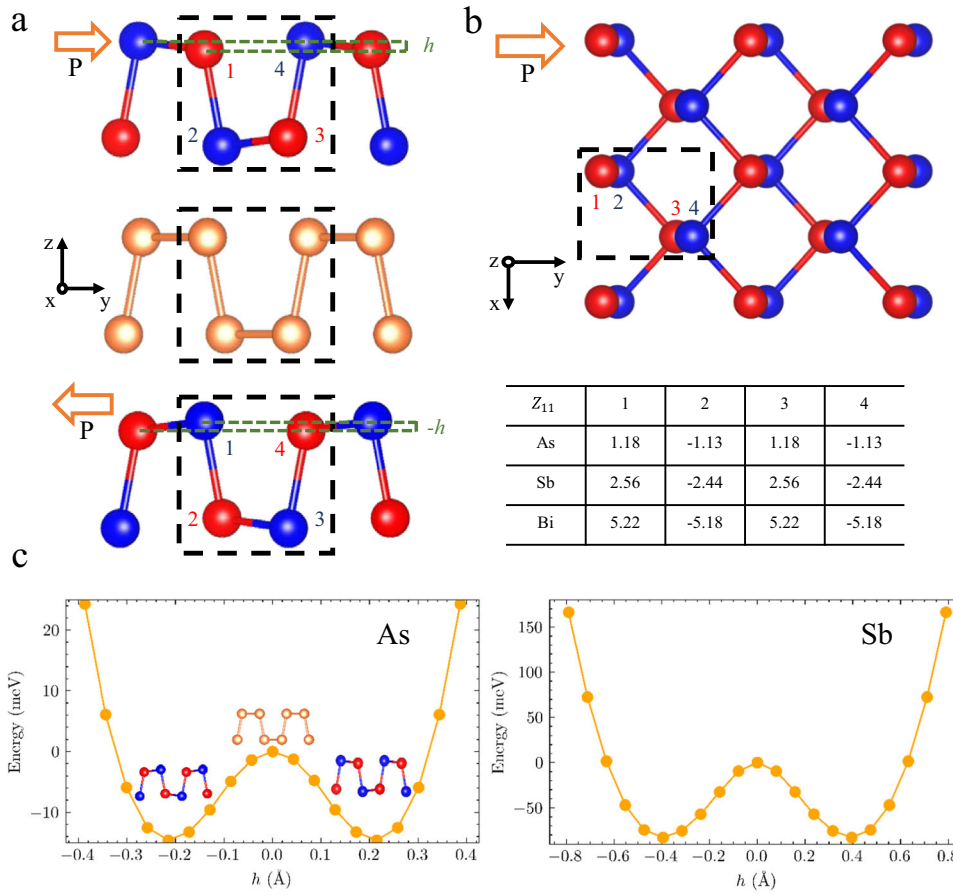 a
P
h
1
4
2
3
z
x
y
P
-h
1
4
2
3
b
P
1
2
3
4
z
y
x
Z₁₁ 1 2 3 4
As 1.18 -1.13 1.18 -1.13
Sb 2.56 -2.44 2.56 -2.44
Bi 5.22 -5.18 5.22 -5.18
c
As
Energy (meV)
20
10
0
−10
−0.4 −0.3 −0.2 −0.1 0.0 0.1 0.2 0.3 0.4
h (Å)
Sb
Energy (meV)
150
100
50
0
−50
−0.8 −0.6 −0.4 −0.2 0.0 0.2 0.4 0.6 0.8
h (Å)